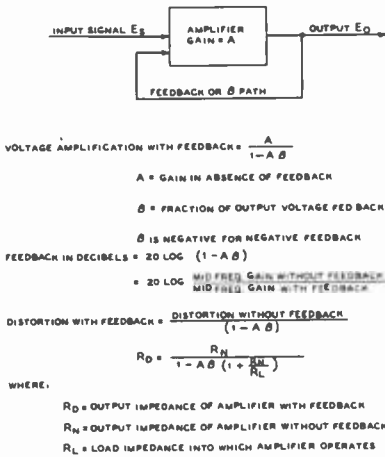 INPUT SIGNAL ES
AMPLIFIER
GAIN = A
OUTPUT EO
FEEDBACK OR β PATH
VOLTAGE AMPLIFICATION WITH FEEDBACK = A / 1-Aβ
A = GAIN IN ABSENCE OF FEEDBACK
β = FRACTION OF OUTPUT VOLTAGE FED BACK
β IS NEGATIVE FOR NEGATIVE FEEDBACK
FEEDBACK IN DECIBELS = 20 LOG (1-Aβ)
= 20 LOG MID FREQ. GAIN WITHOUT FEEDBACK / MID FREQ. GAIN WITH FEEDBACK
DISTORTION WITH FEEDBACK = DISTORTION WITHOUT FEEDBACK / (1-Aβ)
RD = RN / 1-Aβ (1+ RN / RL)
WHERE:
RD = OUTPUT IMPEDANCE OF AMPLIFIER WITH FEEDBACK
RN = OUTPUT IMPEDANCE OF AMPLIFIER WITHOUT FEEDBACK
RL = LOAD IMPEDANCE INTO WHICH AMPLIFIER OPERATES